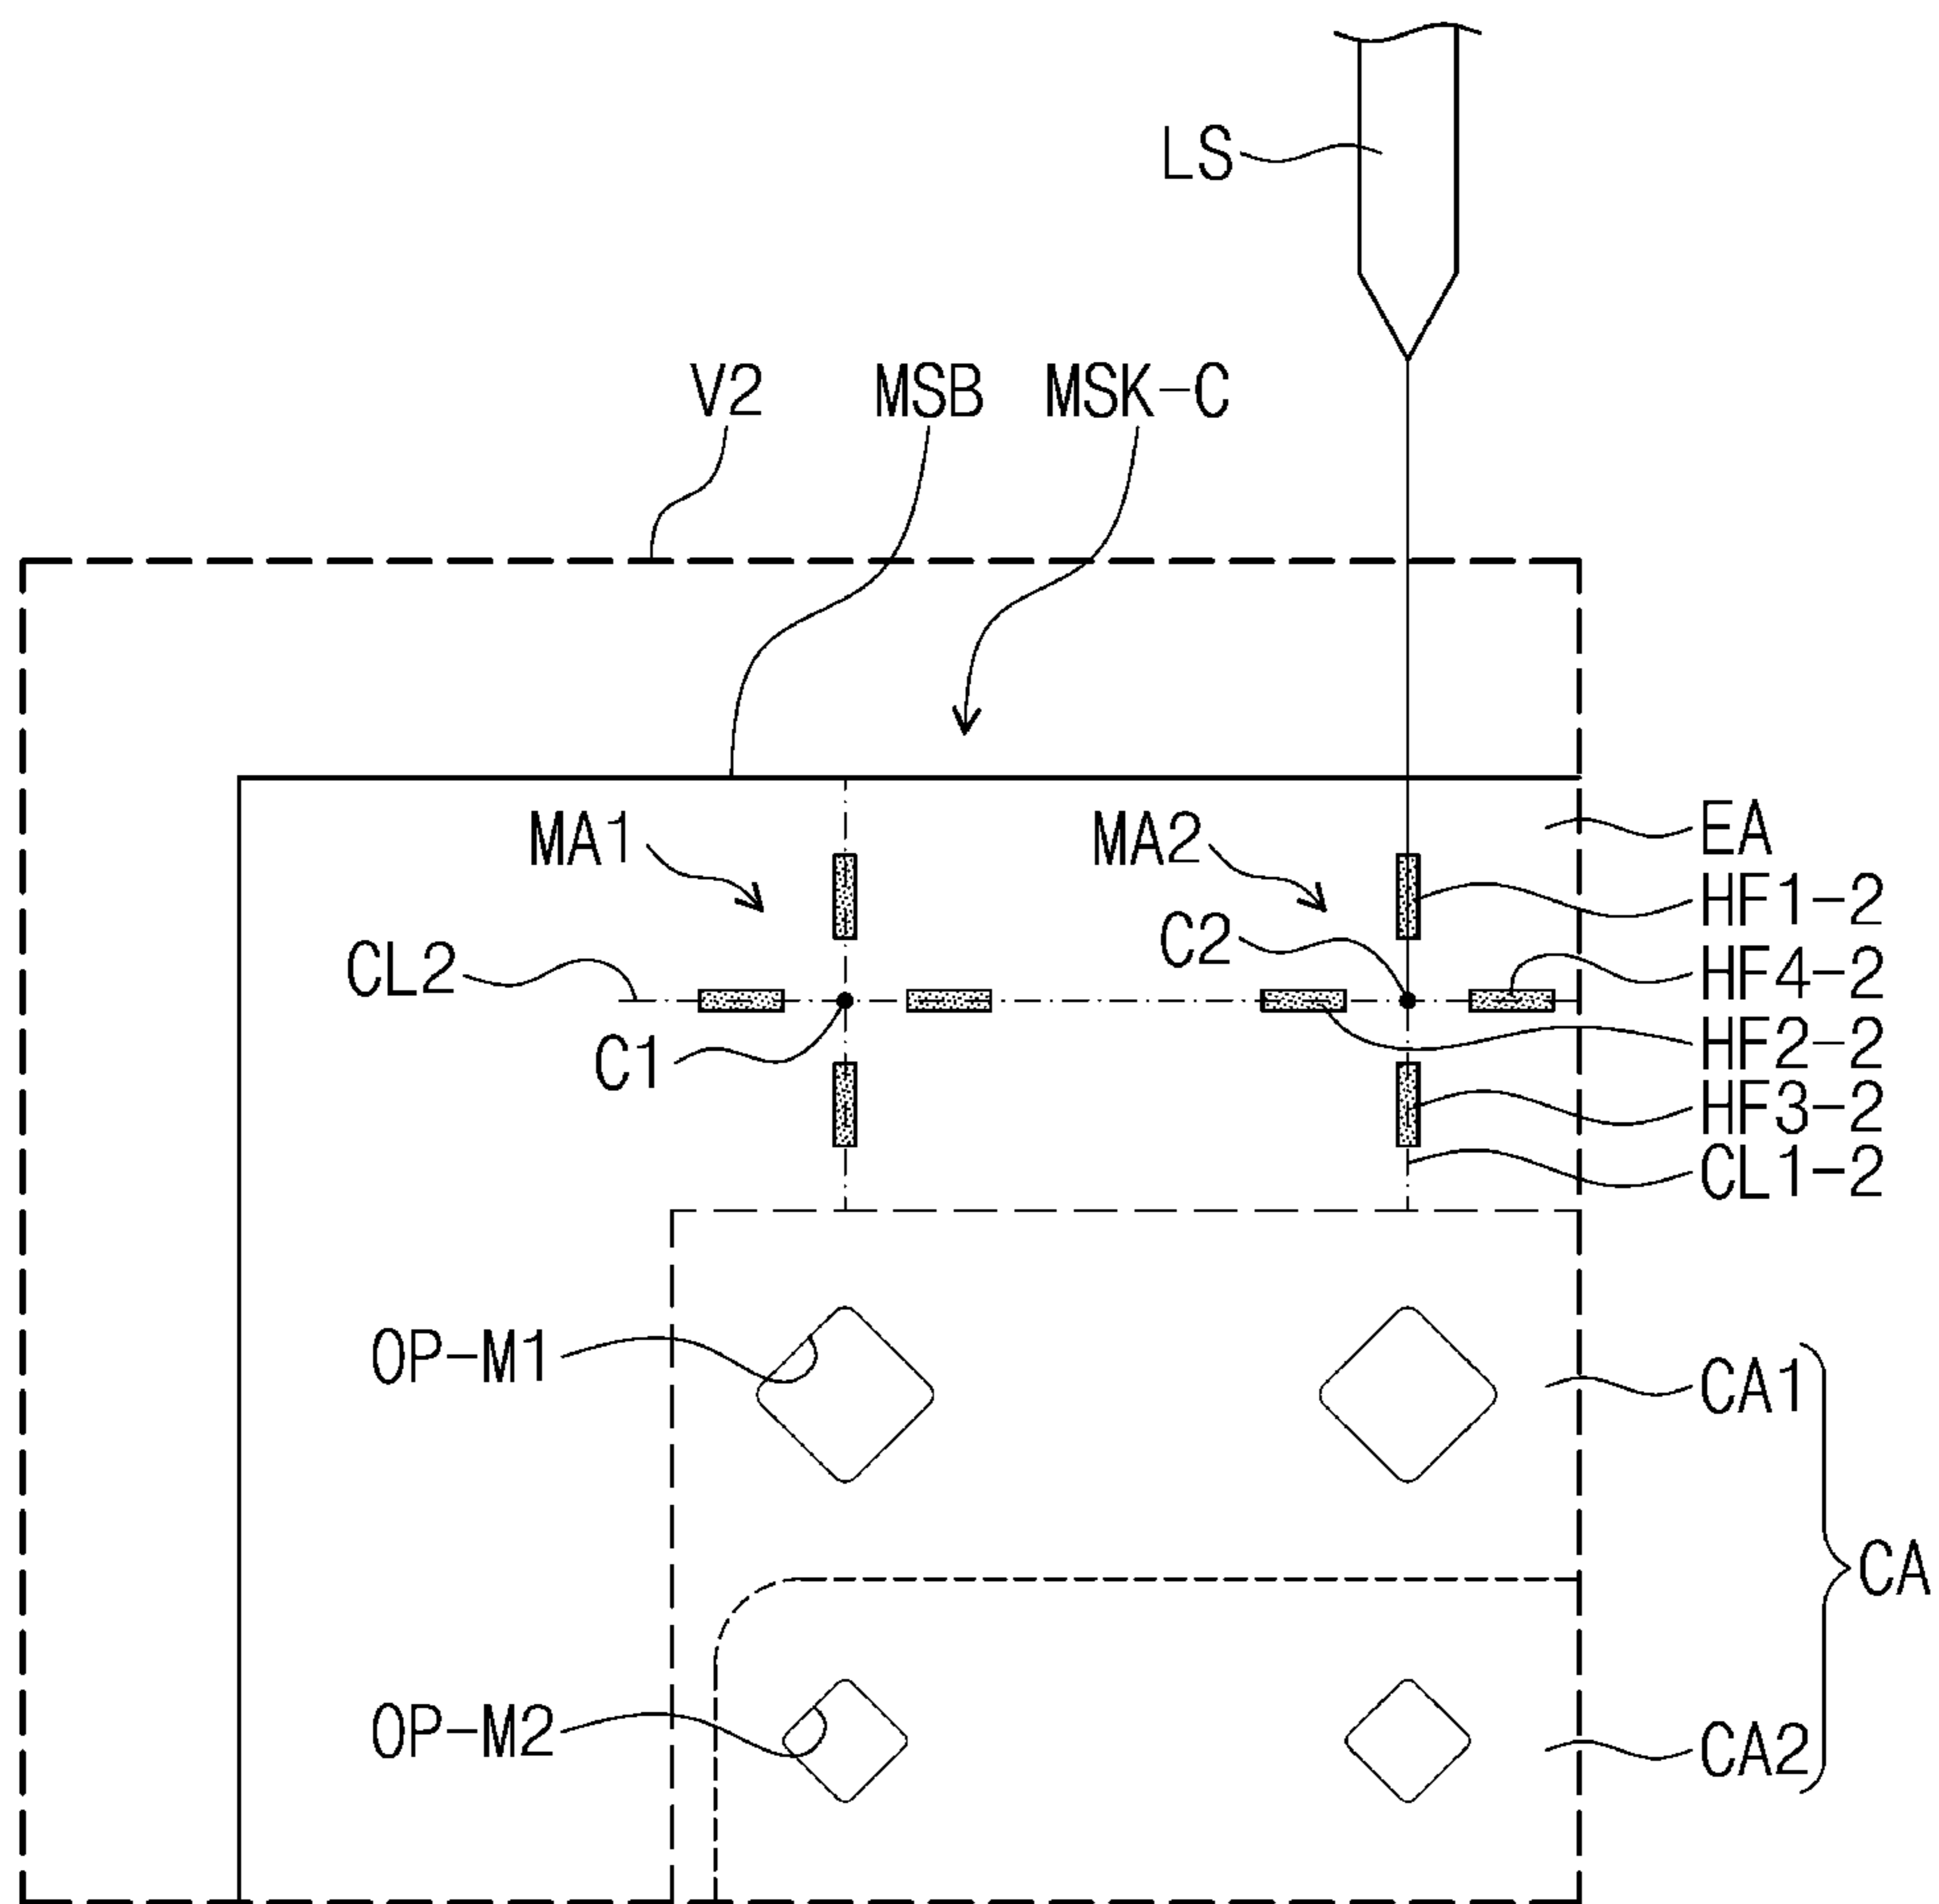 LS
V2 MSB MSK-C
MA1 MA2 EA
HF1-2
C2
CL2 HF4-2
C1 HF2-2
HF3-2
CL1-2
OP-M1 CA1
CA
OP-M2 CA2